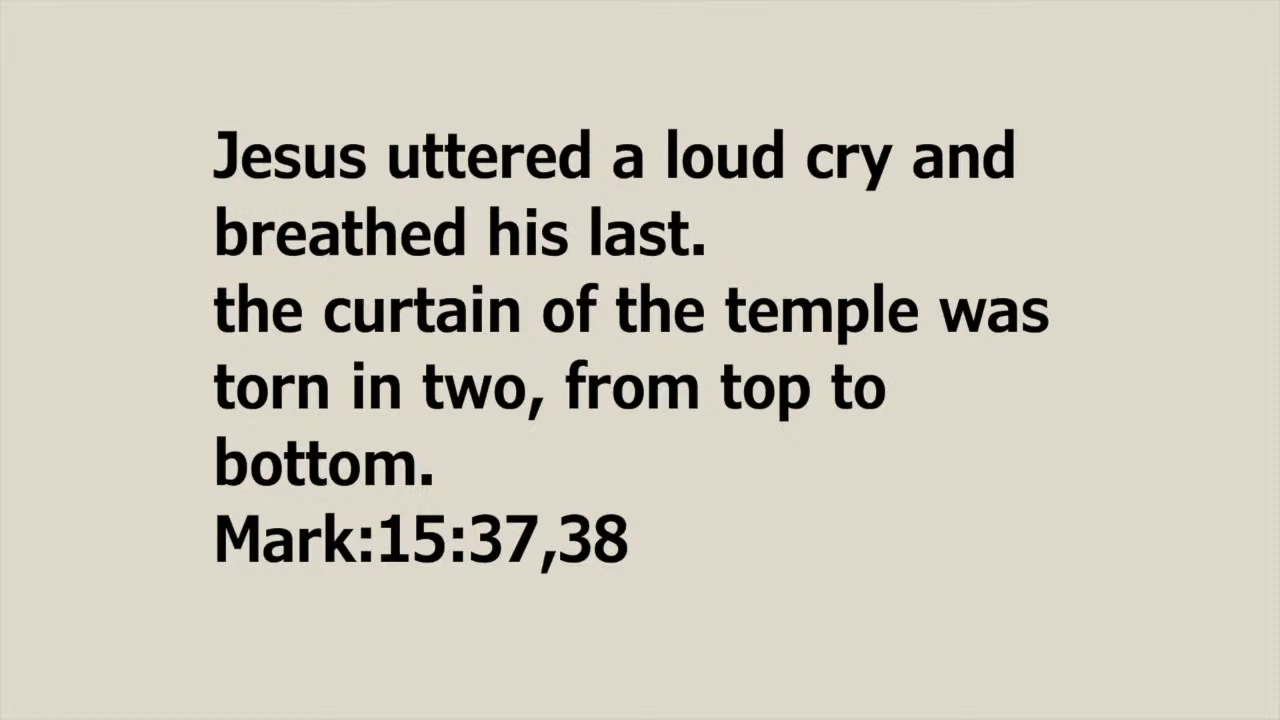 Jesus uttered a loud cry and
breathed his last.
the curtain of the temple was
torn in two, from top to
bottom.
Mark:15:37,38